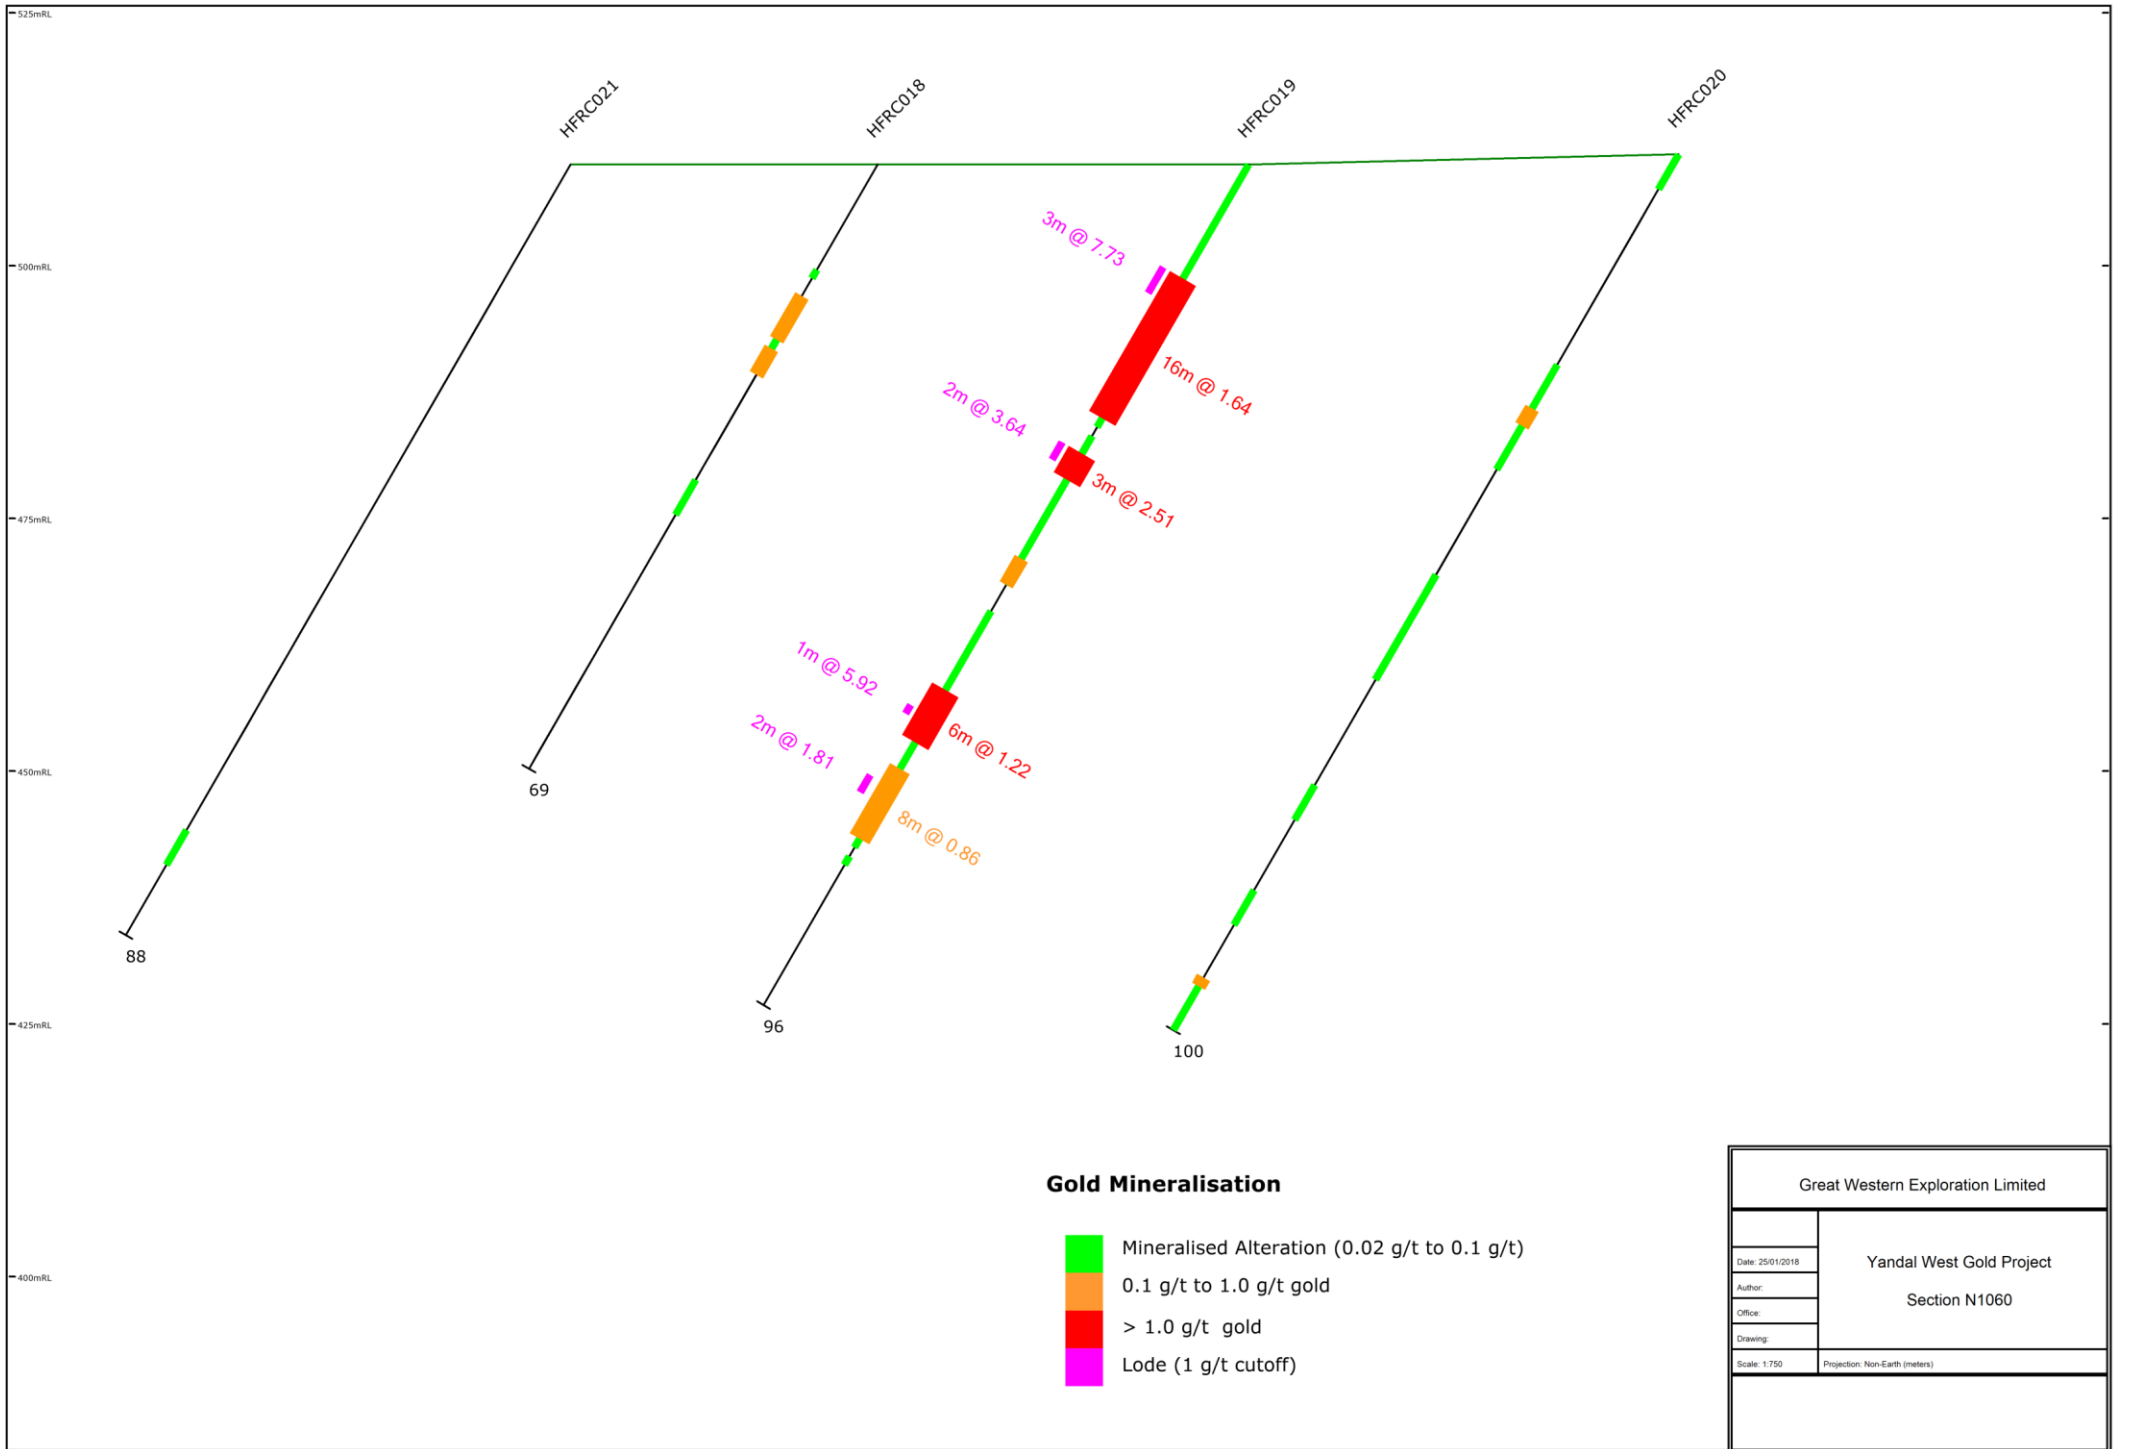 525mRL
HFRC021
HFRC018
HFRC019
HFRC020
3m @ 7.73
500mRL
16m @ 1.64
2m @ 3.64
3m @ 2.51
475mRL
1m @ 5.92
6m @ 1.22
2m @ 1.81
450mRL
69
8m @ 0.86
88
96
425mRL
100
Gold Mineralisation
Mineralised Alteration (0.02 g/t to 0.1 g/t)
0.1 g/t to 1.0 g/t gold
> 1.0 g/t gold
Lode (1 g/t cutoff)
400mRL
Great Western Exploration Limited
Date: 25/01/2018
Author:
Office:
Drawing:
Scale: 1:750
Yandal West Gold Project
Section N1060
Projection: Non-Earth (meters)